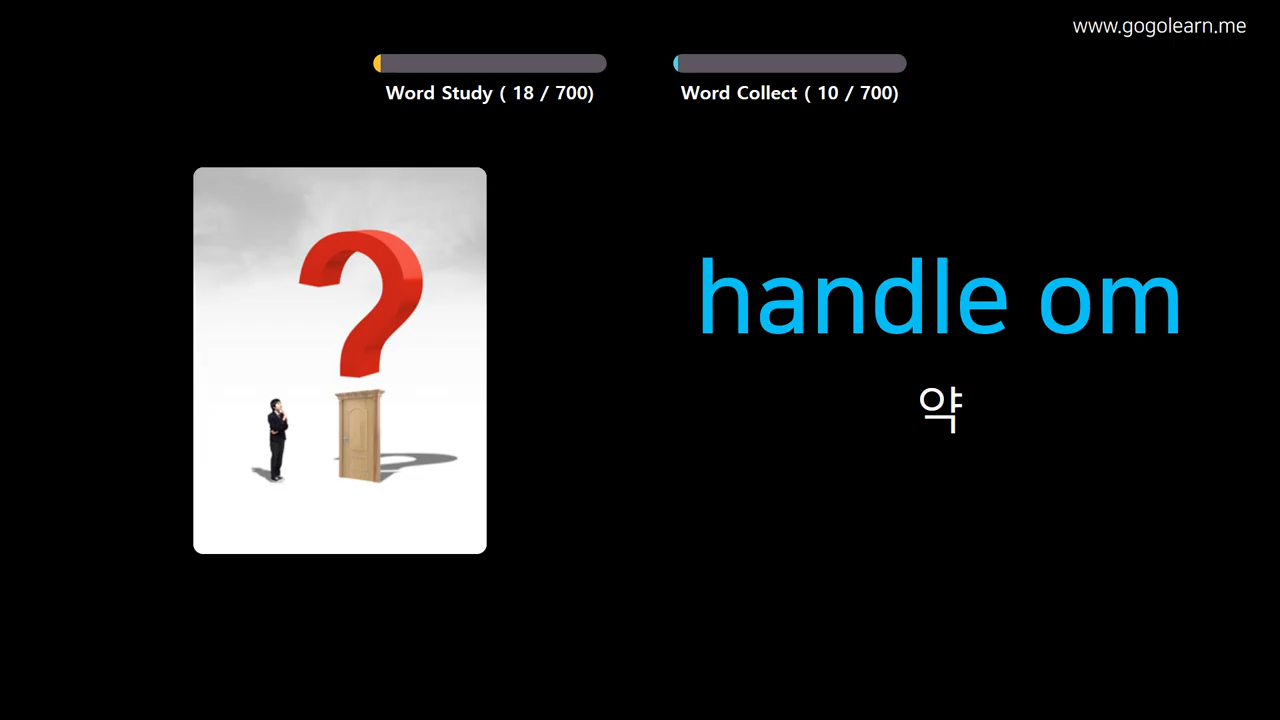 www.gogolearn.me
Word Study ( 18 / 700)
Word Collect ( 10 / 700)
handle om
약